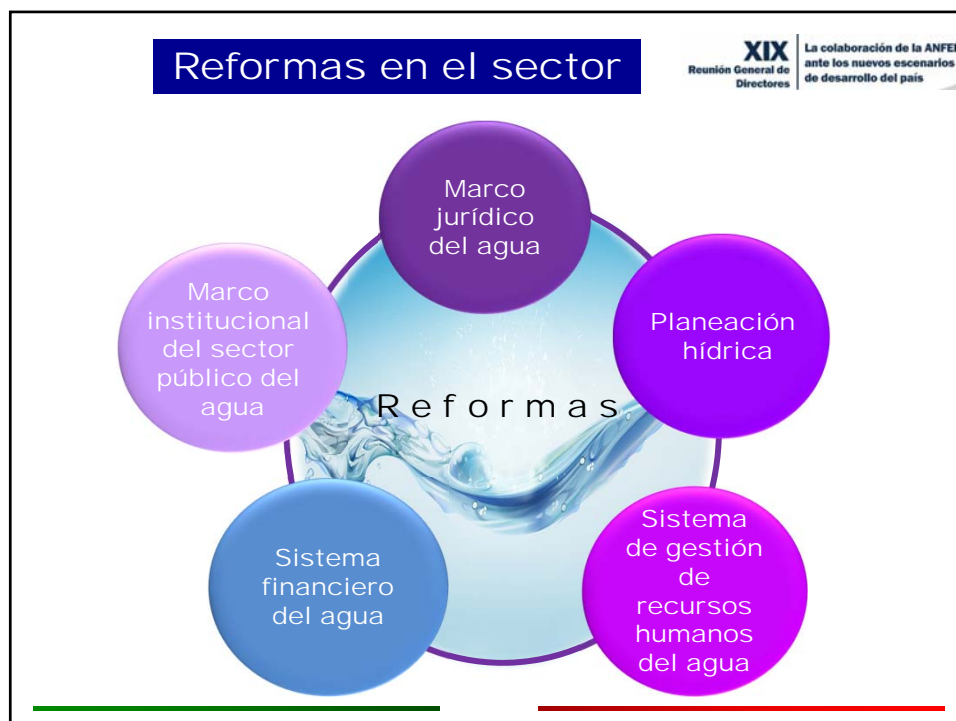 Reformas en el sector
XIX
Reunión General de
Directores
La colaboración de la ANFEI
ante los nuevos escenarios
de desarrollo del país
Marco
jurídico
del agua
Planeación
hídrica
Sistema
de gestión
de
recursos
humanos
del agua
Sistema
financiero
del agua
Marco
institucional
del sector
público del
agua
Reformas